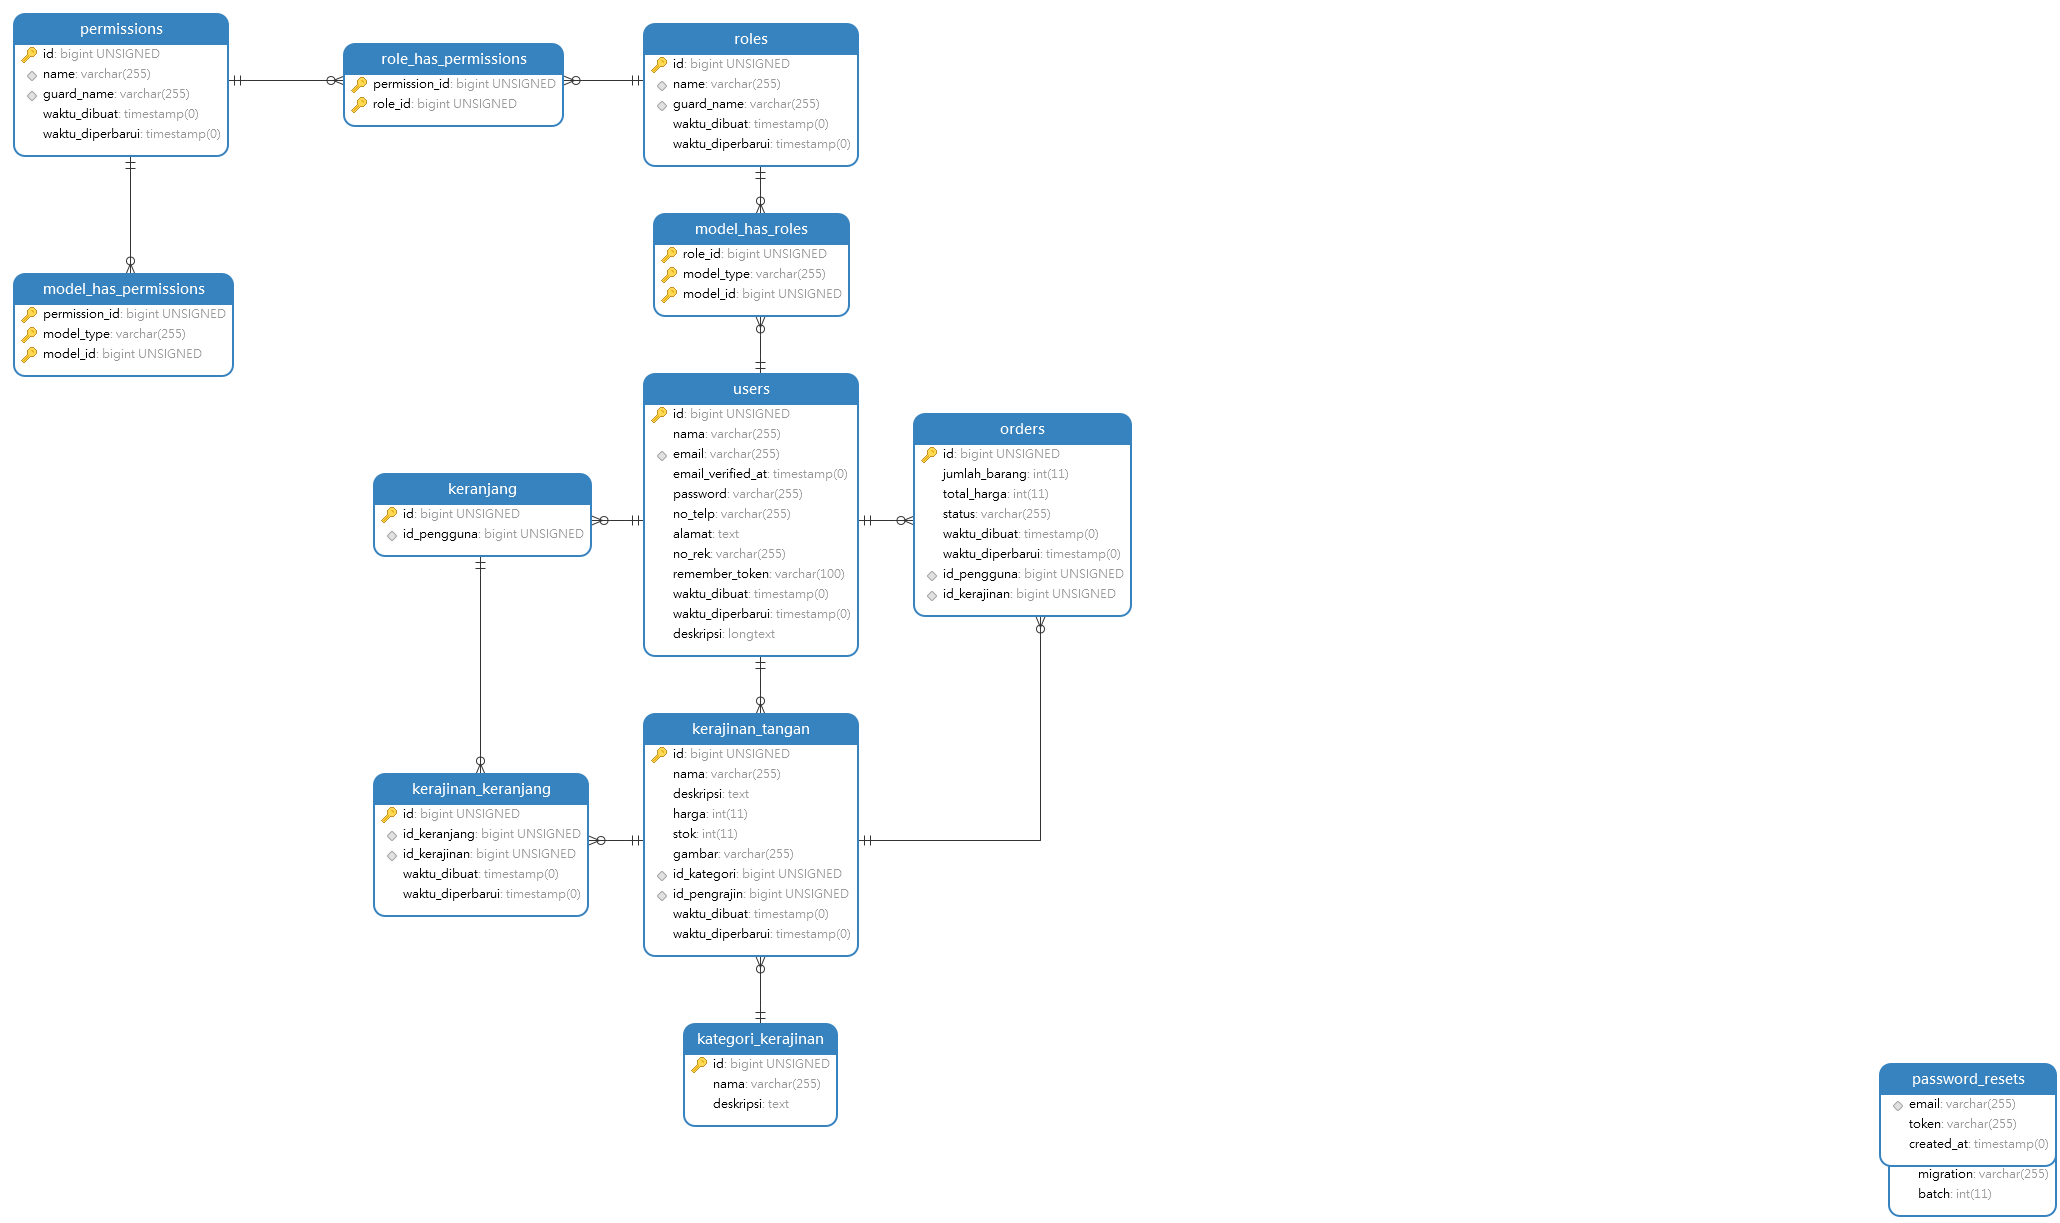 permissions
id: bigint UNSIGNED
name: varchar(255)
guard_name: varchar(255)
waktu_dibuat: timestamp(0)
waktu_diperbarui: timestamp(0)
role_has_permissions
permission_id: bigint UNSIGNED
role_id: bigint UNSIGNED
roles
id: bigint UNSIGNED
name: varchar(255)
guard_name: varchar(255)
waktu_dibuat: timestamp(0)
waktu_diperbarui: timestamp(0)
model_has_permissions
permission_id: bigint UNSIGNED
model_type: varchar(255)
model_id: bigint UNSIGNED
model_has_roles
role_id: bigint UNSIGNED
model_type: varchar(255)
model_id: bigint UNSIGNED
users
id: bigint UNSIGNED
nama: varchar(255)
email: varchar(255)
email_verified_at: timestamp(0)
password: varchar(255)
no_telp: varchar(255)
alamat: text
no_rek: varchar(255)
remember_token: varchar(100)
waktu_dibuat: timestamp(0)
waktu_diperbarui: timestamp(0)
deskripsi: longtext
orders
id: bigint UNSIGNED
jumlah_barang: int(11)
total_harga: int(11)
status: varchar(255)
waktu_dibuat: timestamp(0)
waktu_diperbarui: timestamp(0)
id_pengguna: bigint UNSIGNED
id_kerajinan: bigint UNSIGNED
keranjang
id: bigint UNSIGNED
id_pengguna: bigint UNSIGNED
kerajinan_keranjang
id: bigint UNSIGNED
id_keranjang: bigint UNSIGNED
id_kerajinan: bigint UNSIGNED
waktu_dibuat: timestamp(0)
waktu_diperbarui: timestamp(0)
kerajinan_tangan
id: bigint UNSIGNED
nama: varchar(255)
deskripsi: text
harga: int(11)
stok: int(11)
gambar: varchar(255)
id_kategori: bigint UNSIGNED
id_pengrajin: bigint UNSIGNED
waktu_dibuat: timestamp(0)
waktu_diperbarui: timestamp(0)
kategori_kerajinan
id: bigint UNSIGNED
nama: varchar(255)
deskripsi: text
password_resets
email: varchar(255)
token: varchar(255)
created_at: timestamp(0)
migration: varchar(255)
batch: int(11)